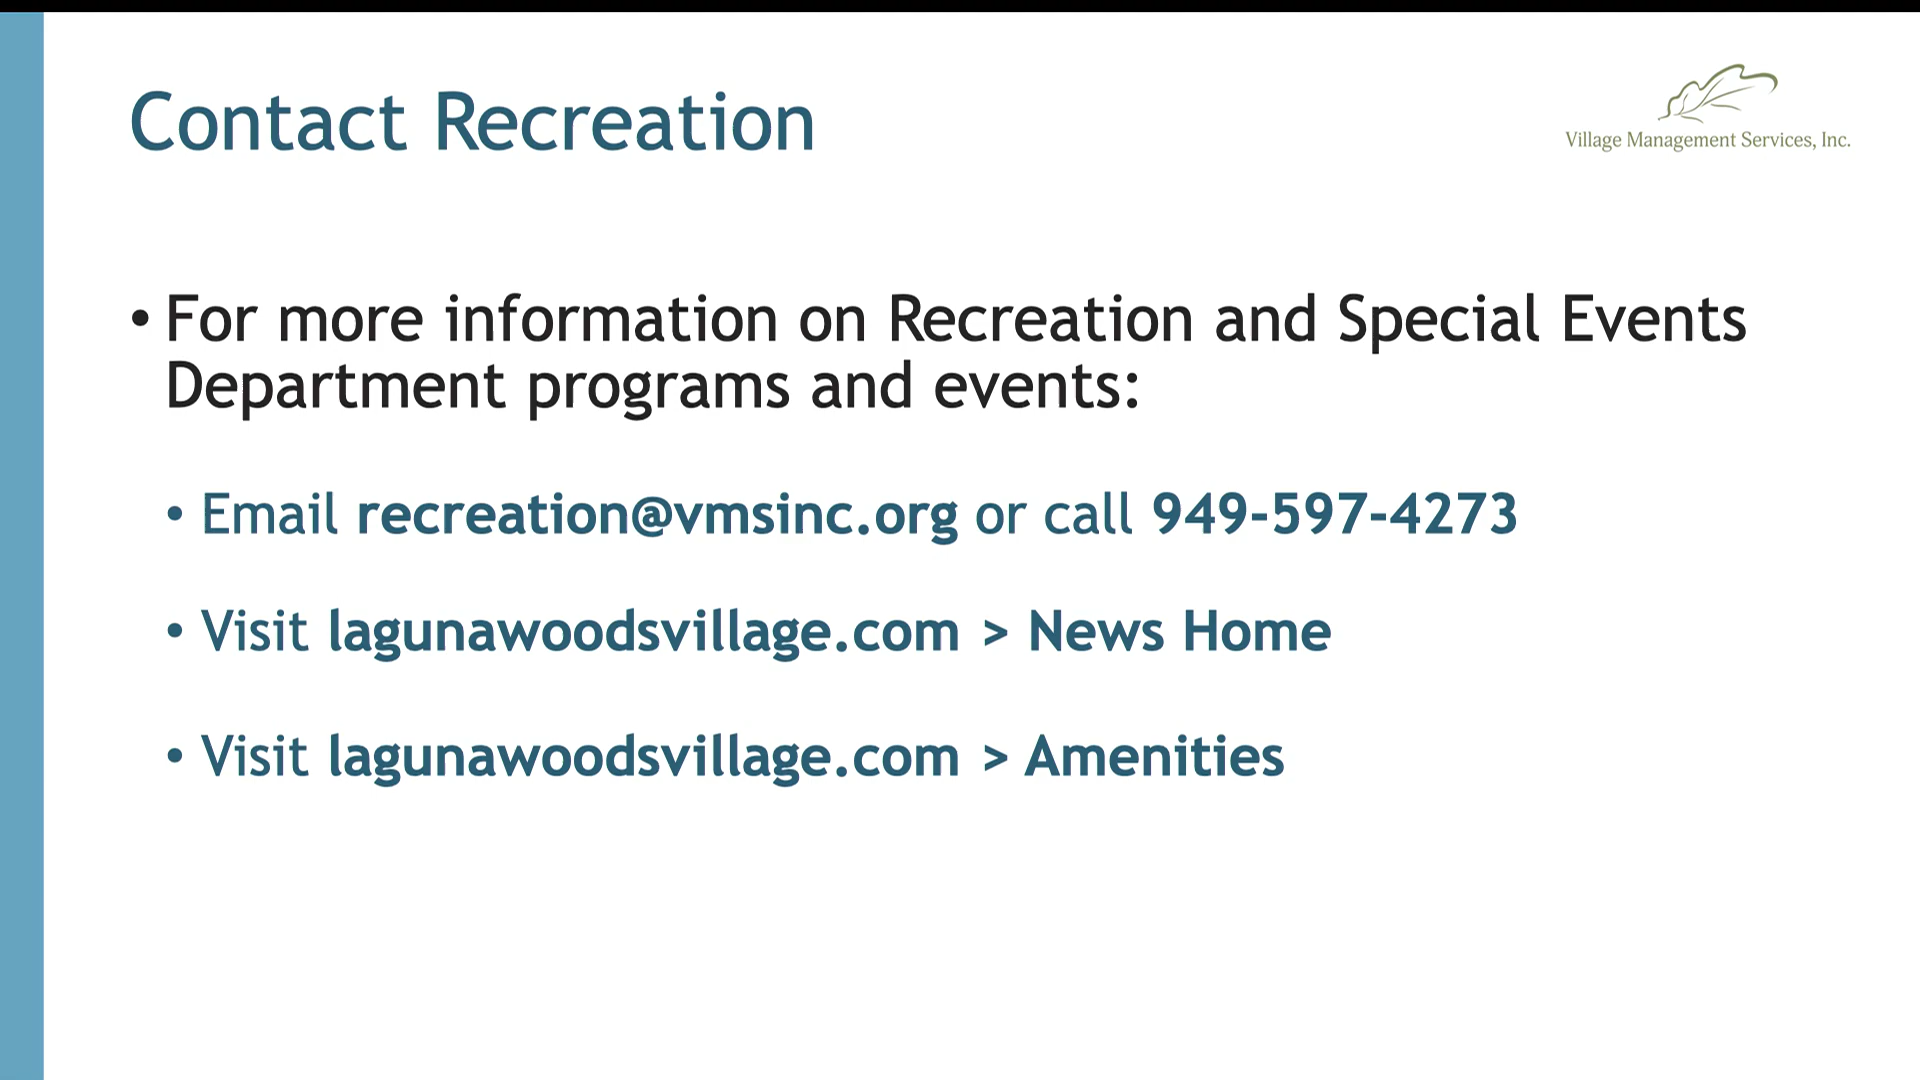 Contact Recreation
Village Management Services, Inc.
• For more information on Recreation and Special Events
Department programs and events:
• Email recreation@vmsinc.org or call 949-597-4273
• Visit lagunawoodsvillage.com > News Home
• Visit lagunawoodsvillage.com > Amenities